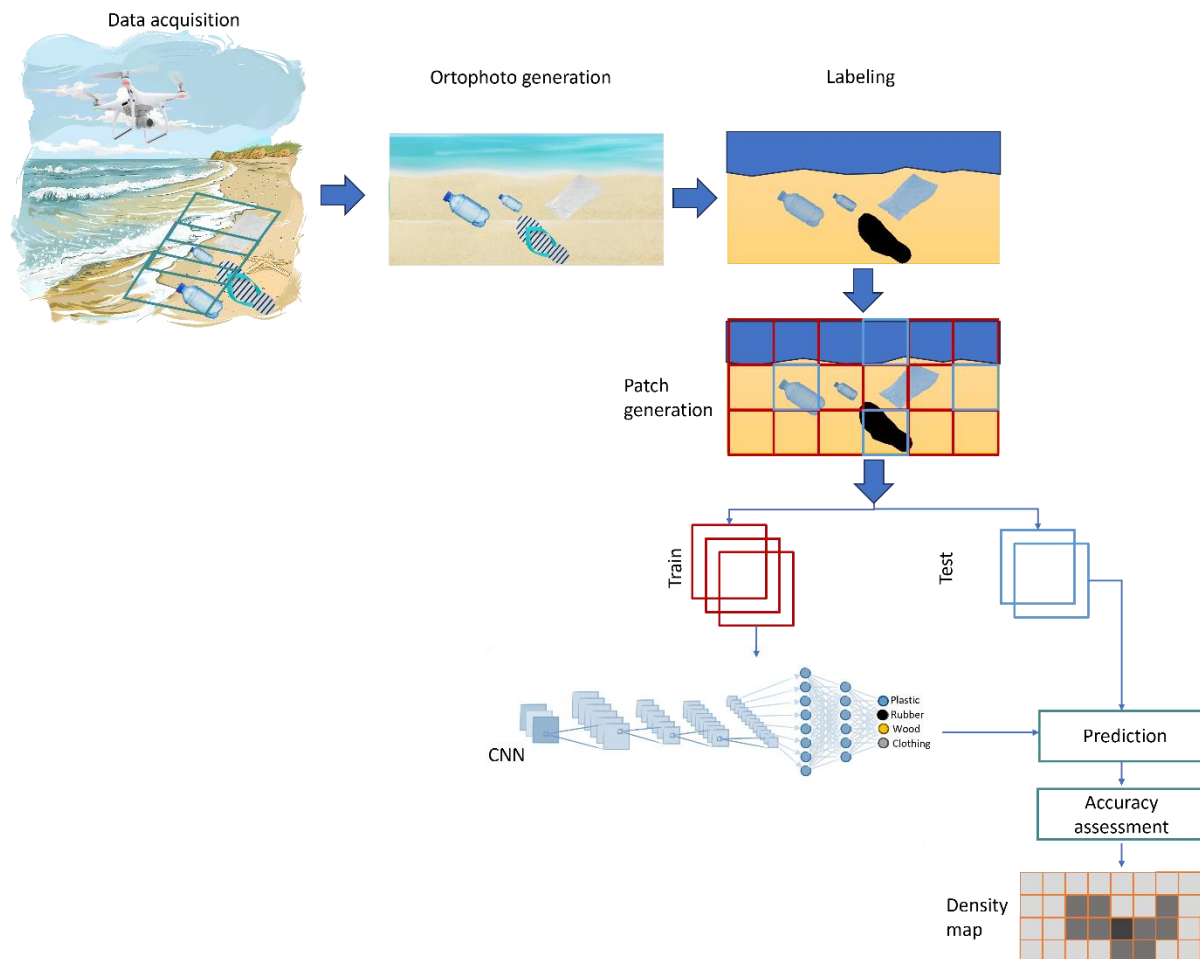 Data acquisition
Ortophoto generation
Labeling
Patch
generation
Train
Test
Plastic
Rubber
Wood
Clothing
CNN
Prediction
Accuracy
assessment
Density
map